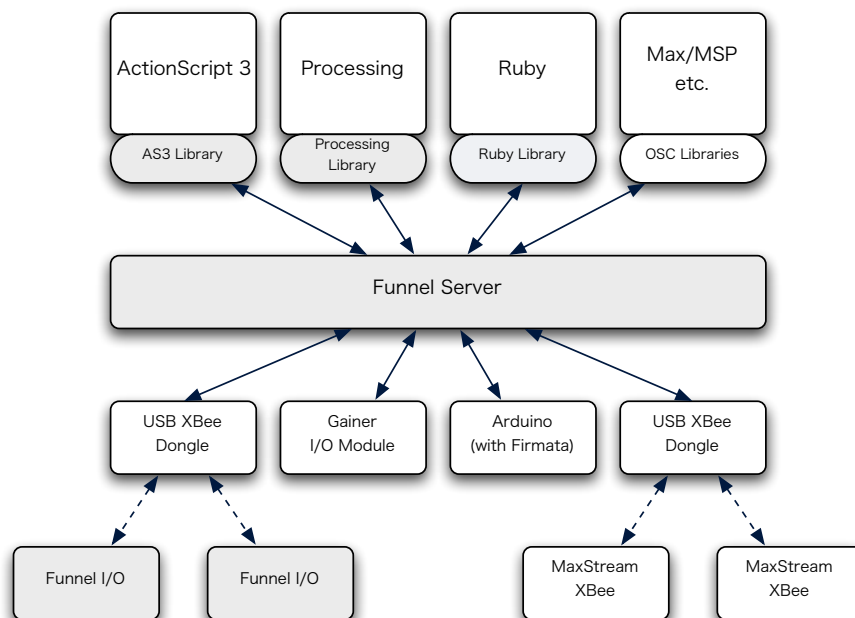 ActionScript 3
Processing
Ruby
Max/MSP
etc.
AS3 Library
Processing
Library
Ruby Library
OSC Libraries
Funnel Server
USB XBee
Dongle
Gainer
I/O Module
Arduino
(with Firmata)
USB XBee
Dongle
Funnel I/O
Funnel I/O
MaxStream
XBee
MaxStream
XBee